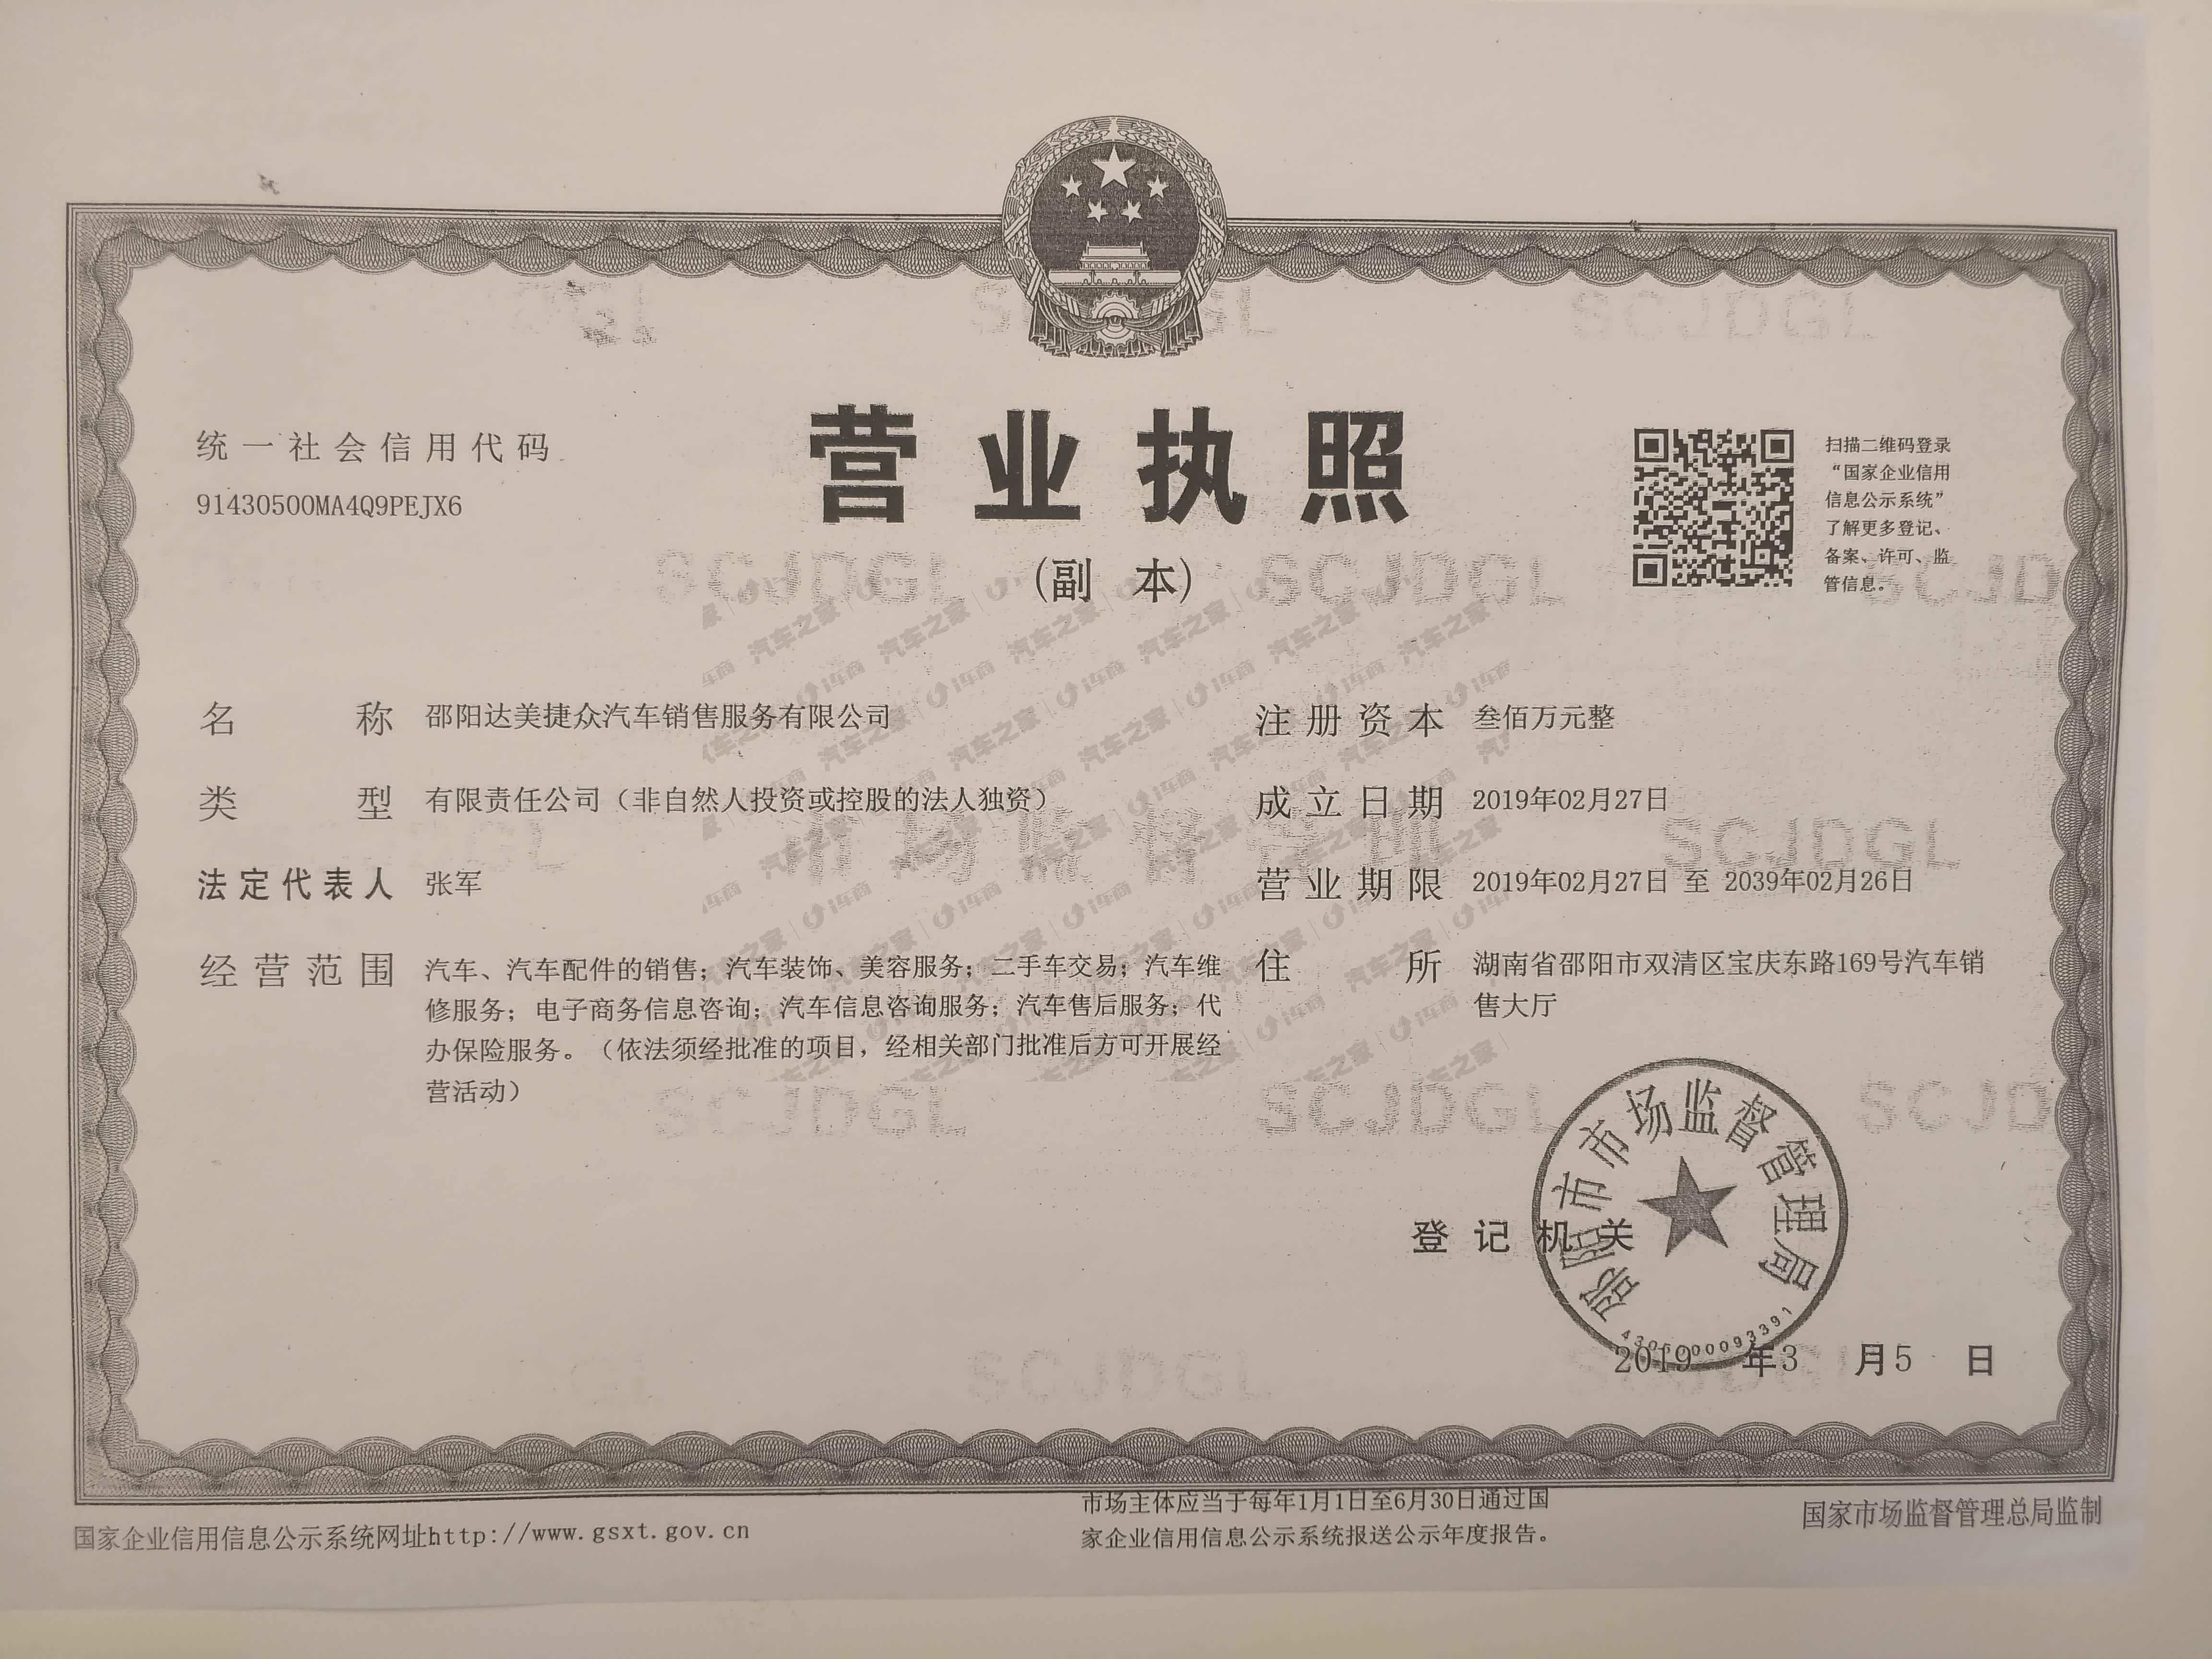 营业执照
(副 本)
统一社会信用代码
91430500MA4Q9PEJX6
扫描二维码登录
“国家企业信用
信息公示系统”
了解更多登记、
备案、许可、监
管信息。
名 称 邵阳达美捷众汽车销售服务有限公司
类 型 有限责任公司（非自然人投资或控股的法人独资）
法定代表人 张军
经营范围 汽车、汽车配件的销售；汽车装饰、美容服务；二手车交易；汽车维
修服务；电子商务信息咨询；汽车信息咨询服务；汽车售后服务；代
办保险服务。（依法须经批准的项目，经相关部门批准后方可开展经
营活动）
注册资本 叁佰万元整
成立日期 2019年02月27日
营业期限 2019年02月27日 至 2039年02月26日
住 所 湖南省邵阳市双清区宝庆东路169号汽车销
售大厅
登记机关
邵阳市市场监督管理局
2019 年3 月5 日
国家企业信用信息公示系统网址http://www.gsxt.gov.cn
市场主体应当于每年1月1日至6月30日通过国
家企业信用信息公示系统报送公示年度报告。
国家市场监督管理总局监制
SCJDGL
汽车之家
i车商